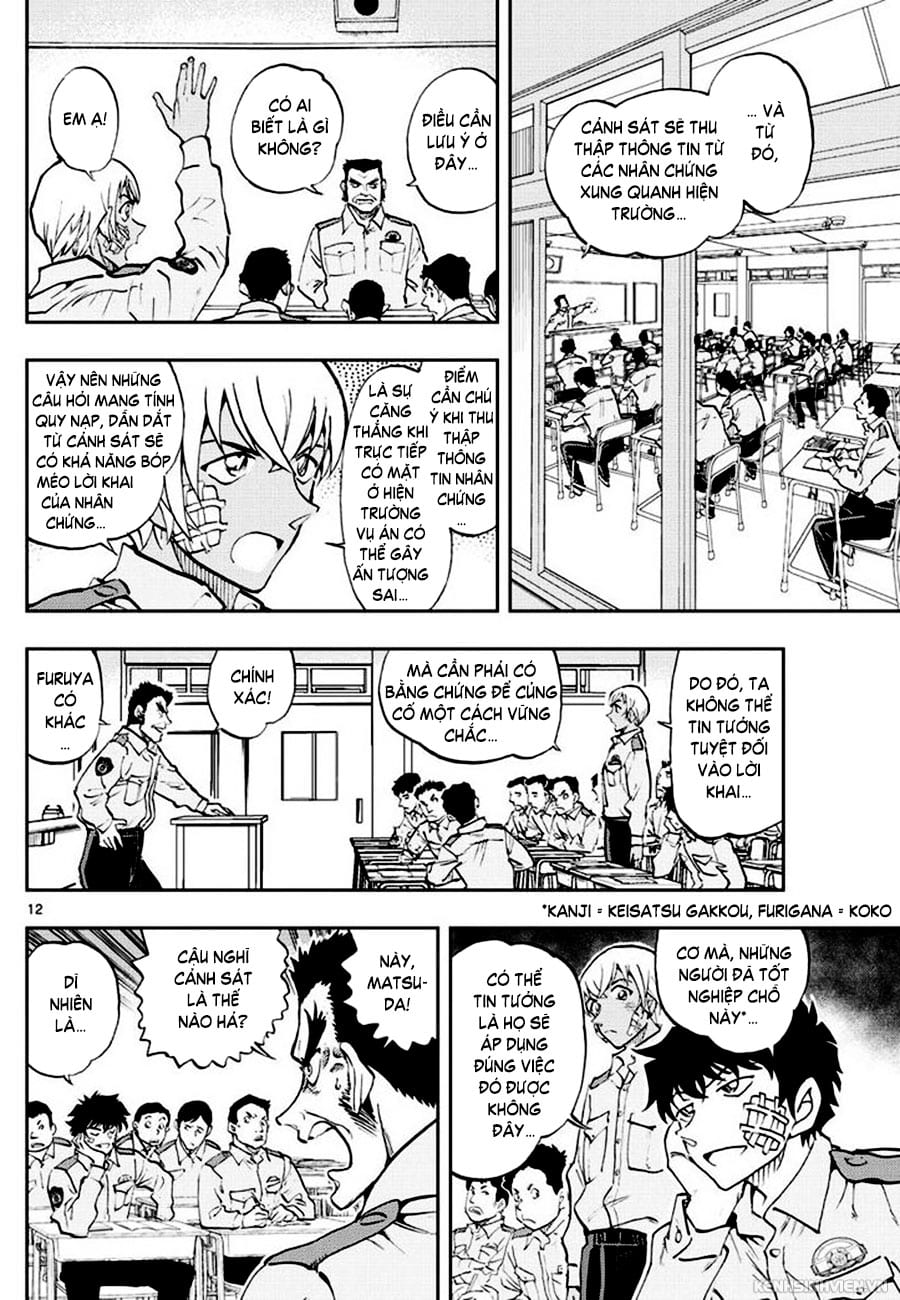 ... VÀ
TỪ
ĐÓ,
CẢNH SÁT SẼ THU
THẬP THÔNG TIN TỪ
CÁC NHÂN CHỨNG
XUNG QUANH HIỆN
TRƯỜNG...
ĐIỀU CẦN
LƯU Ý Ở
ĐÂY...
CÓ AI
BIẾT LÀ GÌ
KHÔNG?
EM Ạ!
ĐIỂM
CẦN CHÚ
Ý KHI THU
THẬP THÔNG
TIN NHÂN
CHỨNG
...
LÀ SỰ
CĂNG
THẲNG KHI
TRỰC TIẾP
CÓ MẶT
Ở HIỆN
TRƯỜNG
VỤ ÁN CÓ
THỂ GÂY
ẤN TƯỢNG
SAI...
VẬY NÊN NHỮNG
CÂU HỎI MANG TÍNH
QUY NẠP, DẪN DẮT
TỪ CẢNH SÁT SẼ
CÓ KHẢ NĂNG BÓP
MÉO LỜI KHAI
CỦA NHÂN
CHỨNG...
DO ĐÓ, TA
KHÔNG THỂ
TIN TƯỞNG
TUYỆT ĐỐI
VÀO LỜI
KHAI...
MÀ CẦN PHẢI CÓ
BẰNG CHỨNG ĐỂ CỦNG
CỐ MỘT CÁCH VỮNG
CHẮC...
CHÍNH
XÁC!
FURUYA
CÓ
KHÁC
...
12
*KANJI = KEISATSU GAKKOU, FURIGANA = KOKO
CƠ MÀ, NHỮNG
NGƯỜI ĐÃ TỐT
NGHIỆP CHỖ
NÀY*...
CÓ THỂ
TIN TƯỞNG
LÀ HỌ SẼ
ÁP DỤNG
ĐÚNG VIỆC
ĐÓ ĐƯỢC
KHÔNG
ĐÂY...
NÀY,
MATSU-
DA!
CẬU NGHĨ
CẢNH SÁT
LÀ THẾ
NÀO HẢ?
DĨ
NHIÊN
LÀ...
KENHSINHVIEN.VN